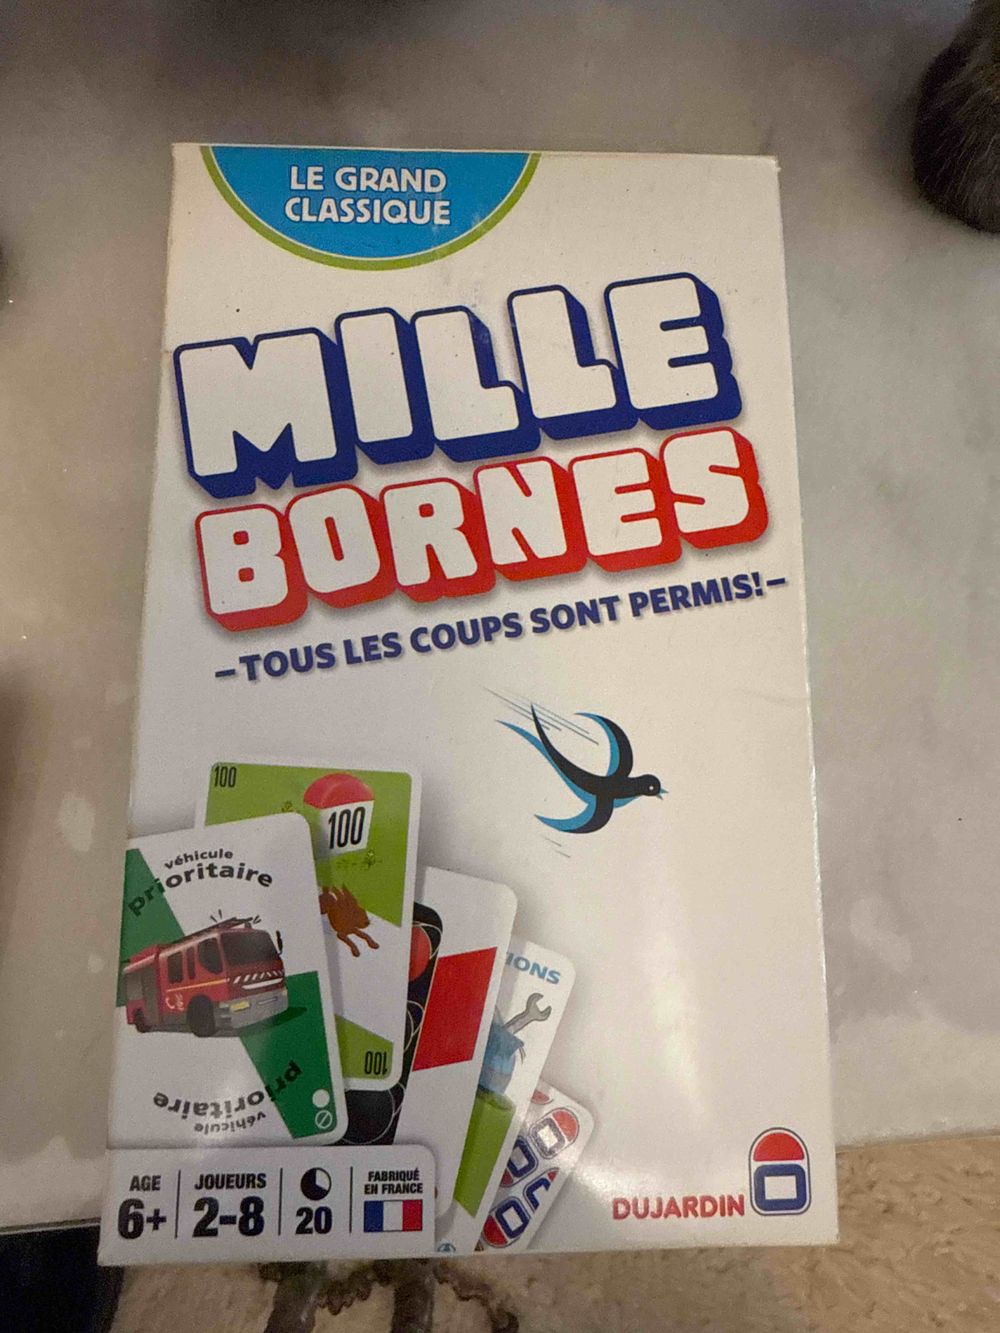 LE GRAND
CLASSIQUE
MILLE
BORNES
–TOUS LES COUPS SONT PERMIS!–
100
100
véhicule
prioritaire
IONS
100
prioritaire
véhicule
AGE
6+
JOUEURS
2-8
20
FABRIQUÉ
EN FRANCE
DUJARDIN